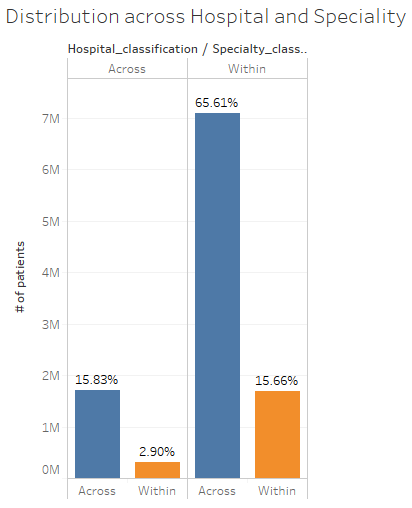 Distribution across Hospital and Speciality
Hospital_classification / Specialty_class..
Across Within
65.61%
7M
6M
5M
4M
3M
2M
1M
0M
# of patients
15.83%
2.90%
15.66%
Across Within Across Within